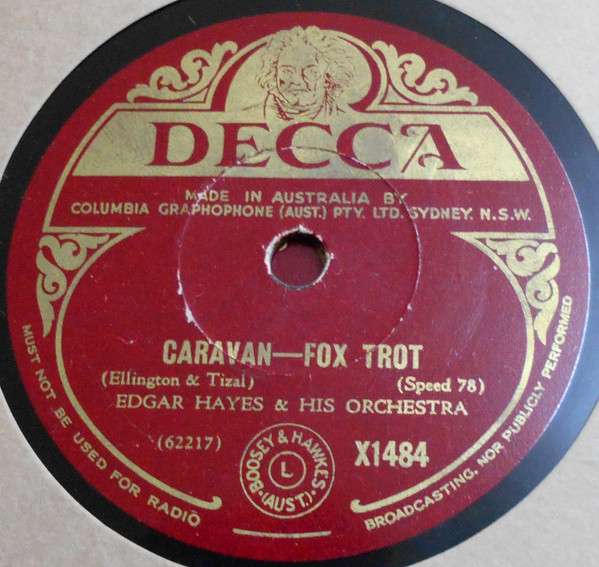 DECCA
MADE IN AUSTRALIA BY
COLUMBIA GRAPHOPHONE (AUST.) PTY. LTD. SYDNEY. N.S.W.
CARAVAN—FOX TROT
(Ellington & Tizal) (Speed 78)
EDGAR HAYES & HIS ORCHESTRA
(62217)
BOOSEY & HAWKES
L
(AUST.)
X1484
MUST NOT BE USED FOR RADIO
BROADCASTING, NOR PUBLICLY PERFORMED